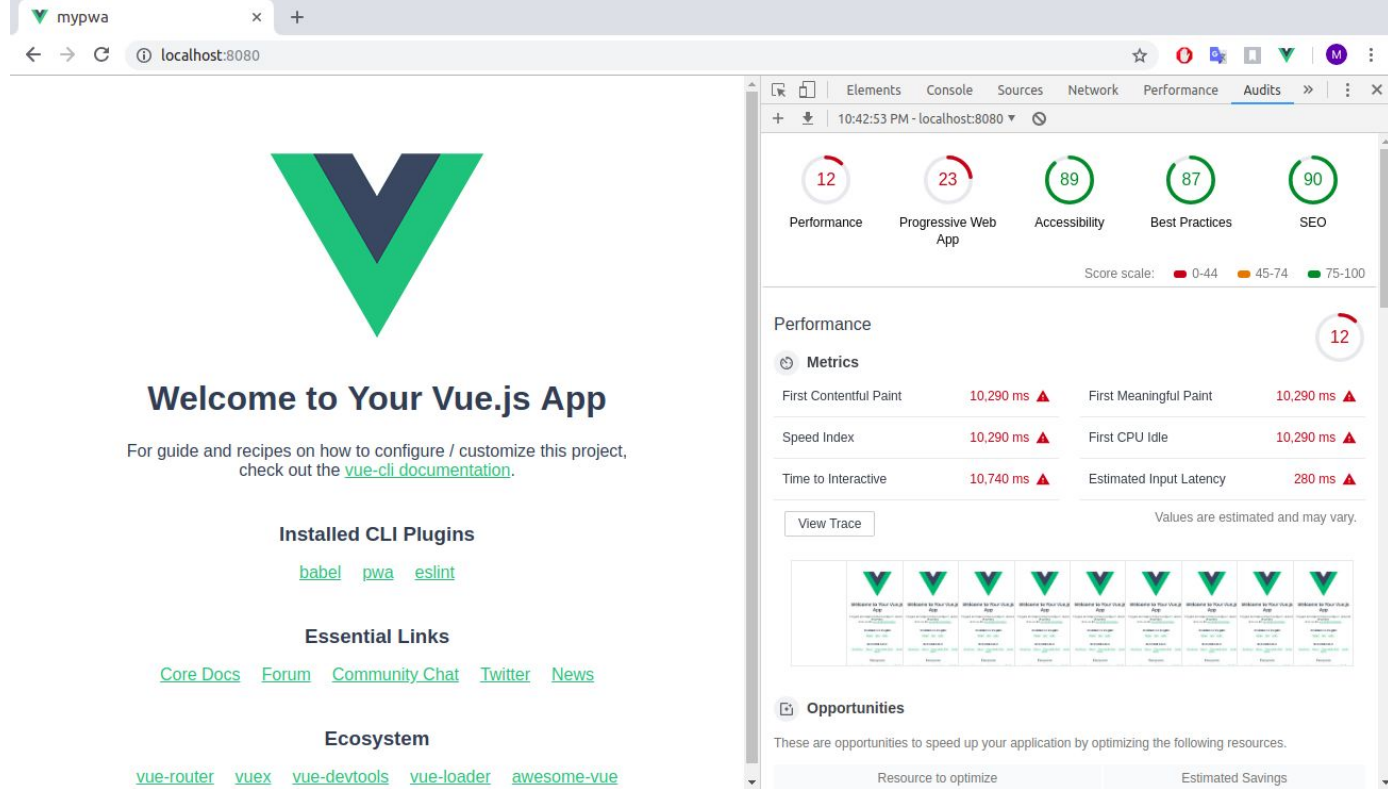 mypwa
localhost:8080
M
Welcome to Your Vue.js App
For guide and recipes on how to configure / customize this project,
check out the vue-cli documentation.
Installed CLI Plugins
babel pwa eslint
Essential Links
Core Docs Forum Community Chat Twitter News
Ecosystem
vue-router vuex vue-devtools vue-loader awesome-vue
Elements Console Sources Network Performance Audits
10:42:53 PM - localhost:8080
12 23 89 87 90
Performance Progressive Web App Accessibility Best Practices SEO
Score scale: 0-44 45-74 75-100
Performance
12
Metrics
First Contentful Paint 10,290 ms First Meaningful Paint 10,290 ms
Speed Index 10,290 ms First CPU Idle 10,290 ms
Time to Interactive 10,740 ms Estimated Input Latency 280 ms
View Trace
Values are estimated and may vary.
Opportunities
These are opportunities to speed up your application by optimizing the following resources.
Resource to optimize Estimated Savings